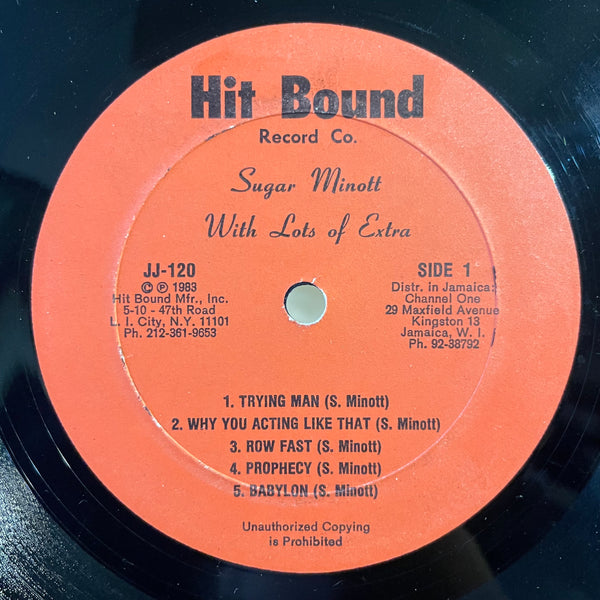 Hit Bound
Record Co.
Sugar Minott
With Lots of Extra
JJ-120
© ℗ 1983
Hit Bound Mfr., Inc.
5-10 - 47th Road
L. I. City, N.Y. 11101
Ph. 212-361-9653
SIDE 1
Distr. in Jamaica:
Channel One
29 Maxfield Avenue
Kingston 13
Jamaica, W. I.
Ph. 92-38792
1. TRYING MAN (S. Minott)
2. WHY YOU ACTING LIKE THAT (S. Minott)
3. ROW FAST (S. Minott)
4. PROPHECY (S. Minott)
5. BABYLON (S. Minott)
Unauthorized Copying
is Prohibited